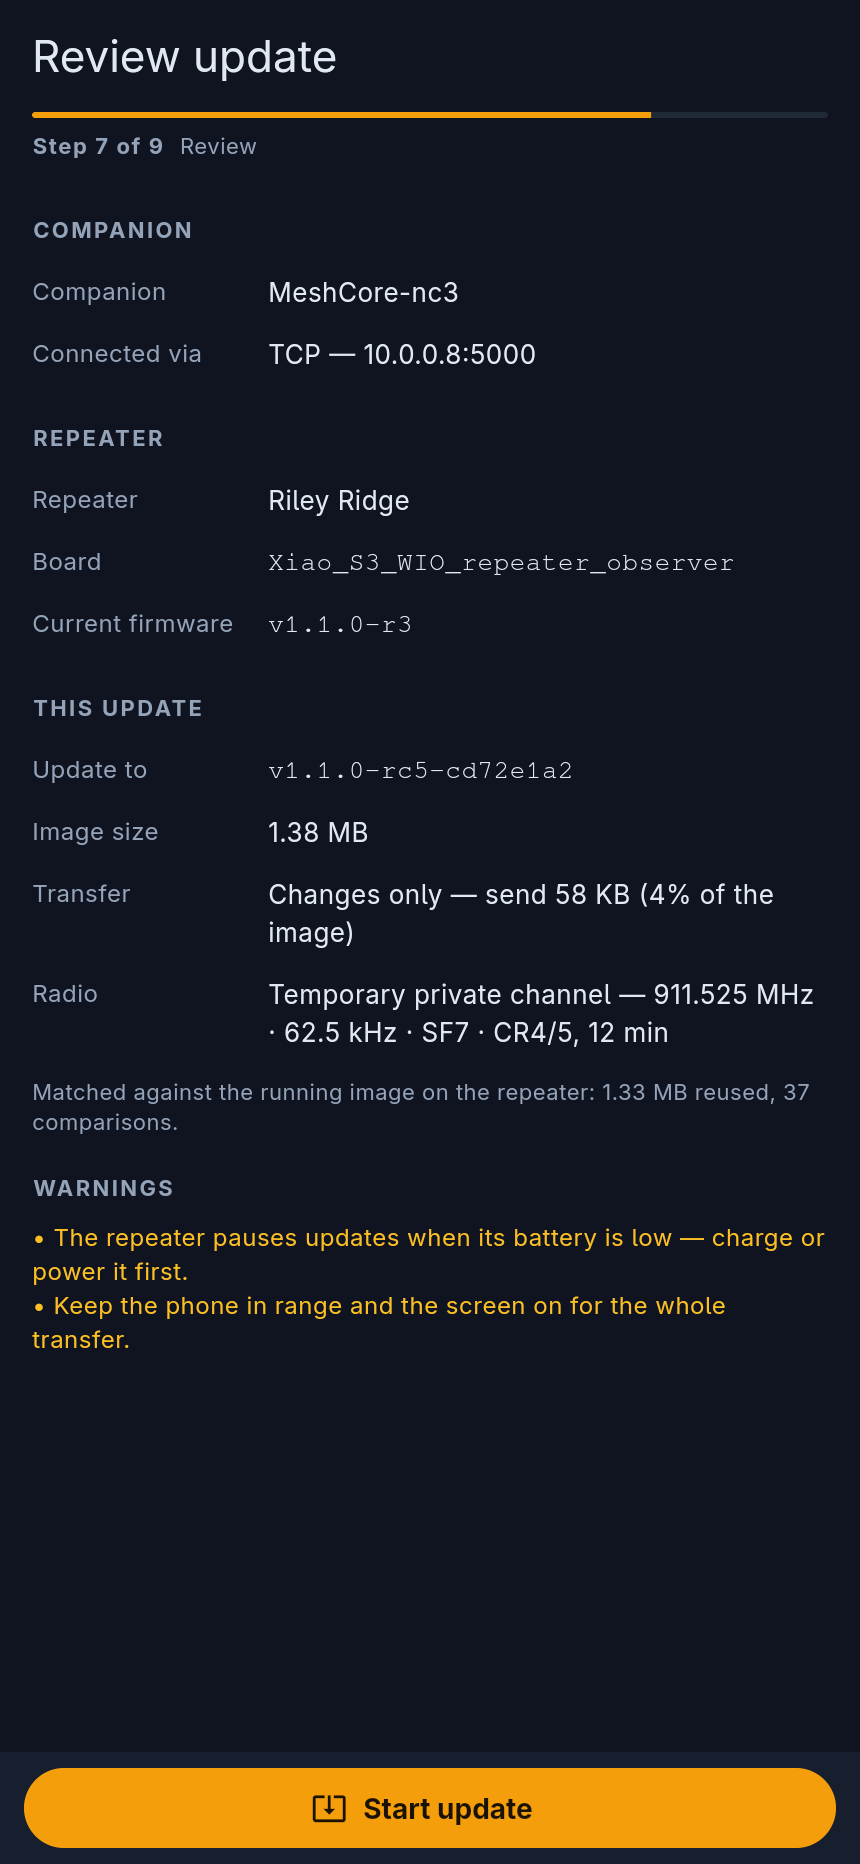 Review update
Step 7 of 9 Review
COMPANION
Companion MeshCore-nc3
Connected via TCP — 10.0.0.8:5000
REPEATER
Repeater Riley Ridge
Board Xiao_S3_WIO_repeater_observer
Current firmware v1.1.0-r3
THIS UPDATE
Update to v1.1.0-rc5-cd72e1a2
Image size 1.38 MB
Transfer Changes only — send 58 KB (4% of the
image)
Radio Temporary private channel — 911.525 MHz
· 62.5 kHz · SF7 · CR4/5, 12 min
Matched against the running image on the repeater: 1.33 MB reused, 37
comparisons.
WARNINGS
• The repeater pauses updates when its battery is low — charge or
power it first.
• Keep the phone in range and the screen on for the whole
transfer.
Start update